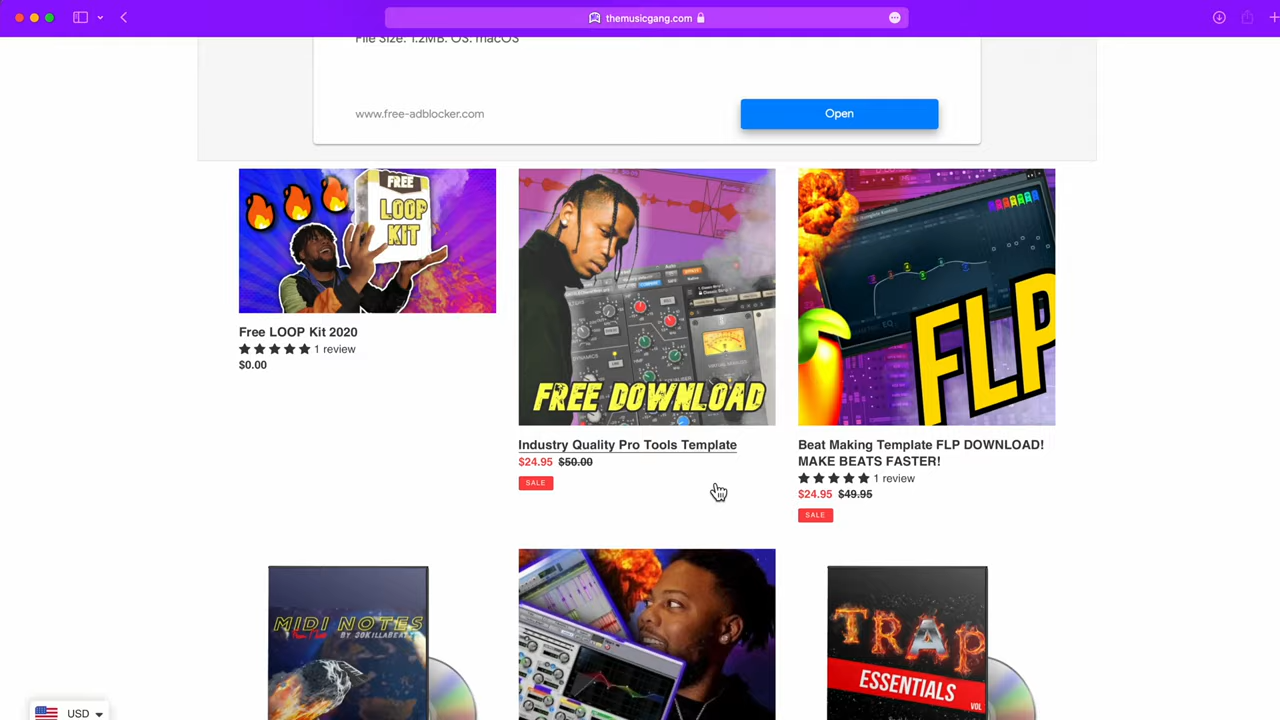 themusicgang.com
File Size: 1.2MB. OS: macOS
www.free-adblocker.com
Open
FREE
LOOP
KIT
FREE DOWNLOAD
FLP
Free LOOP Kit 2020
1 review
$0.00
Industry Quality Pro Tools Template
$24.95 $50.00
SALE
Beat Making Template FLP DOWNLOAD!
MAKE BEATS FASTER!
1 review
$24.95 $49.95
SALE
MIDI NOTES
TRAP
ESSENTIALS
VOL
USD